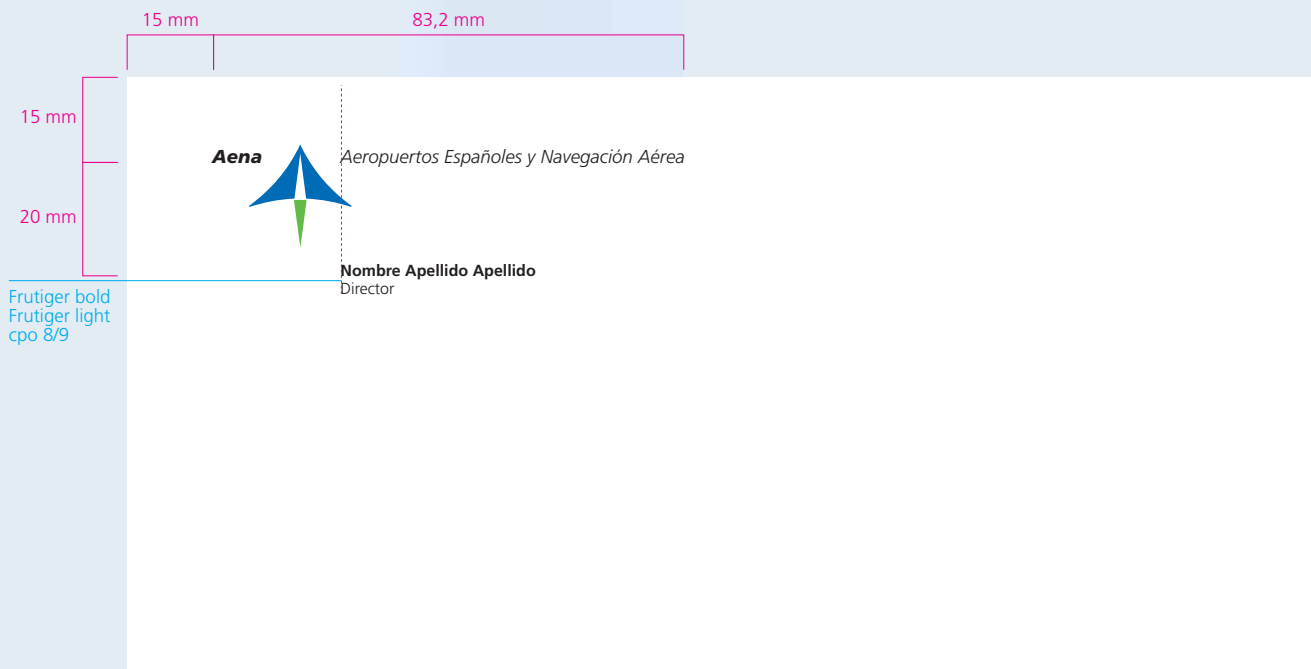 15 mm
83,2 mm
15 mm
Aena
Aeropuertos Españoles y Navegación Aérea
20 mm
Nombre Apellido Apellido
Director
Frutiger bold
Frutiger light
cpo 8/9